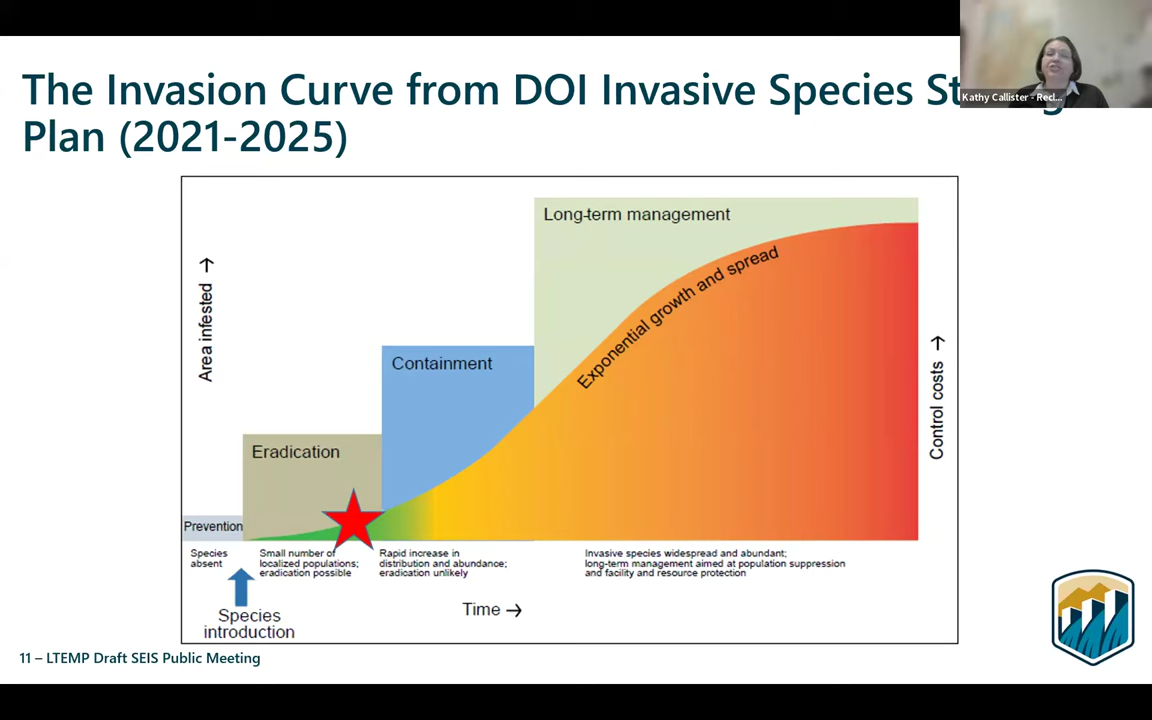 The Invasion Curve from DOI Invasive Species
Plan (2021-2025)
Kathy Callister - Recl...
Long-term management
Area infested →
Exponential growth and spread
Containment
Control costs →
Eradication
Prevention
Species
absent
Small number of
localized populations;
eradication possible
Rapid increase in
distribution and abundance;
eradication unlikely
Invasive species widespread and abundant;
long-term management aimed at population suppression
and facility and resource protection
Species
introduction
Time →
11 – LTEMP Draft SEIS Public Meeting